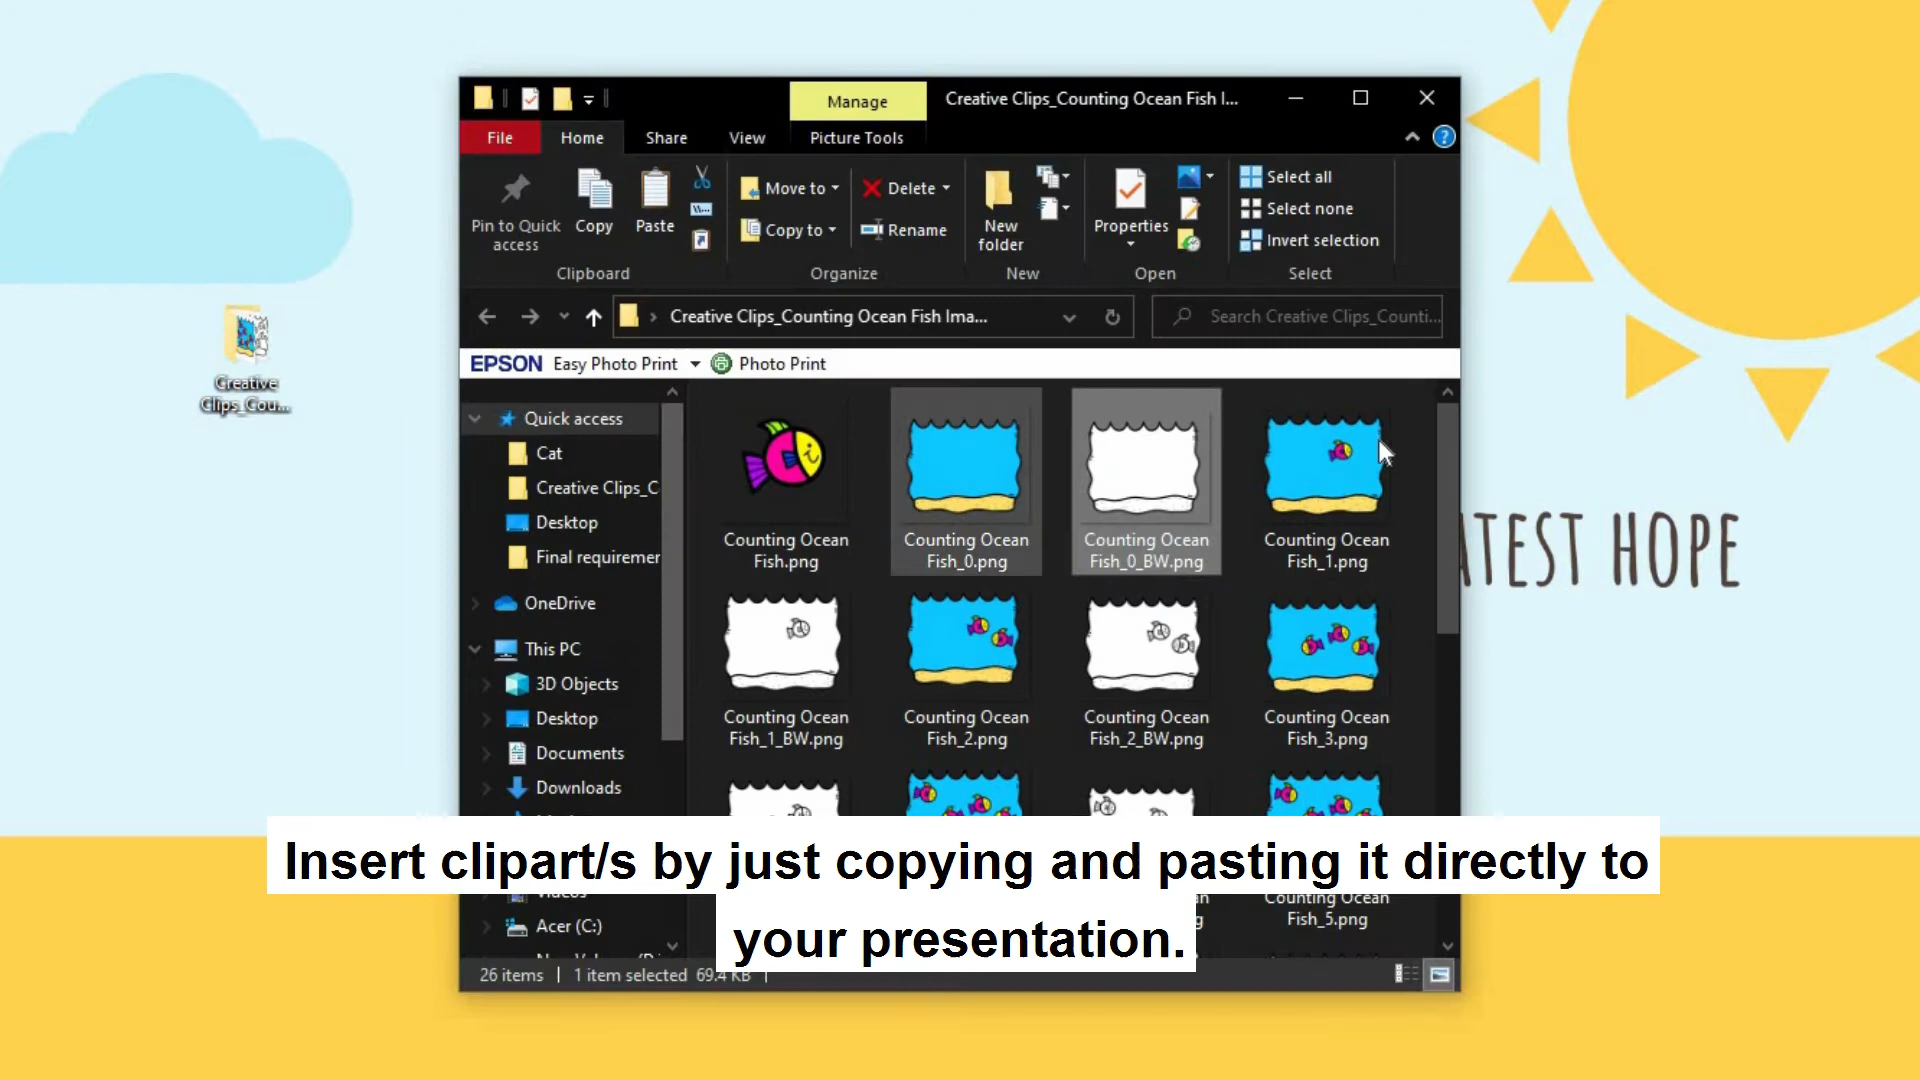 Manage
Creative Clips_Counting Ocean Fish I...
File
Home
Share
View
Picture Tools
Pin to Quick
access
Copy
Paste
Move to
Copy to
Delete
Rename
New
folder
Properties
Select all
Select none
Invert selection
Clipboard
Organize
New
Open
Select
Creative Clips_Counting Ocean Fish Ima...
Search Creative Clips_Counti...
EPSON Easy Photo Print
Photo Print
Creative
Clips_Cou...
Quick access
Cat
Creative Clips_C
Desktop
Final requiremer
OneDrive
This PC
3D Objects
Desktop
Documents
Downloads
Acer (C:)
Counting Ocean
Fish.png
Counting Ocean
Fish_0.png
Counting Ocean
Fish_0_BW.png
Counting Ocean
Fish_1.png
Counting Ocean
Fish_1_BW.png
Counting Ocean
Fish_2.png
Counting Ocean
Fish_2_BW.png
Counting Ocean
Fish_3.png
Counting Ocean
Fish_5.png
ATEST HOPE
Insert clipart/s by just copying and pasting it directly to
your presentation.
26 items
1 item selected 69.4 KB